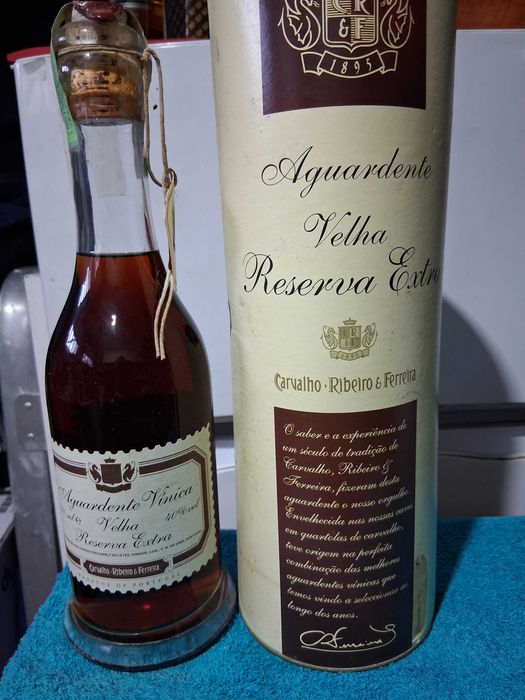 Aguardente Vínica
Velha
40%vol
Reserva Extra
Carvalho·Ribeiro & Ferreira
PRODUCE OF PORTUGAL
C R
& F
1895
Aguardente
Velha
Reserva Extra
C R
& F
Carvalho·Ribeiro & Ferreira
O saber e a experiência de
um século de tradição de
Carvalho, Ribeiro &
Ferreira, fizeram desta
aguardente o nosso orgulho.
Envelhecida nas nossas caves
em quartolas de carvalho,
teve origem na perfeita
combinação das melhores
aguardentes vínicas que
temos vindo a seleccionar ao
longo dos anos.